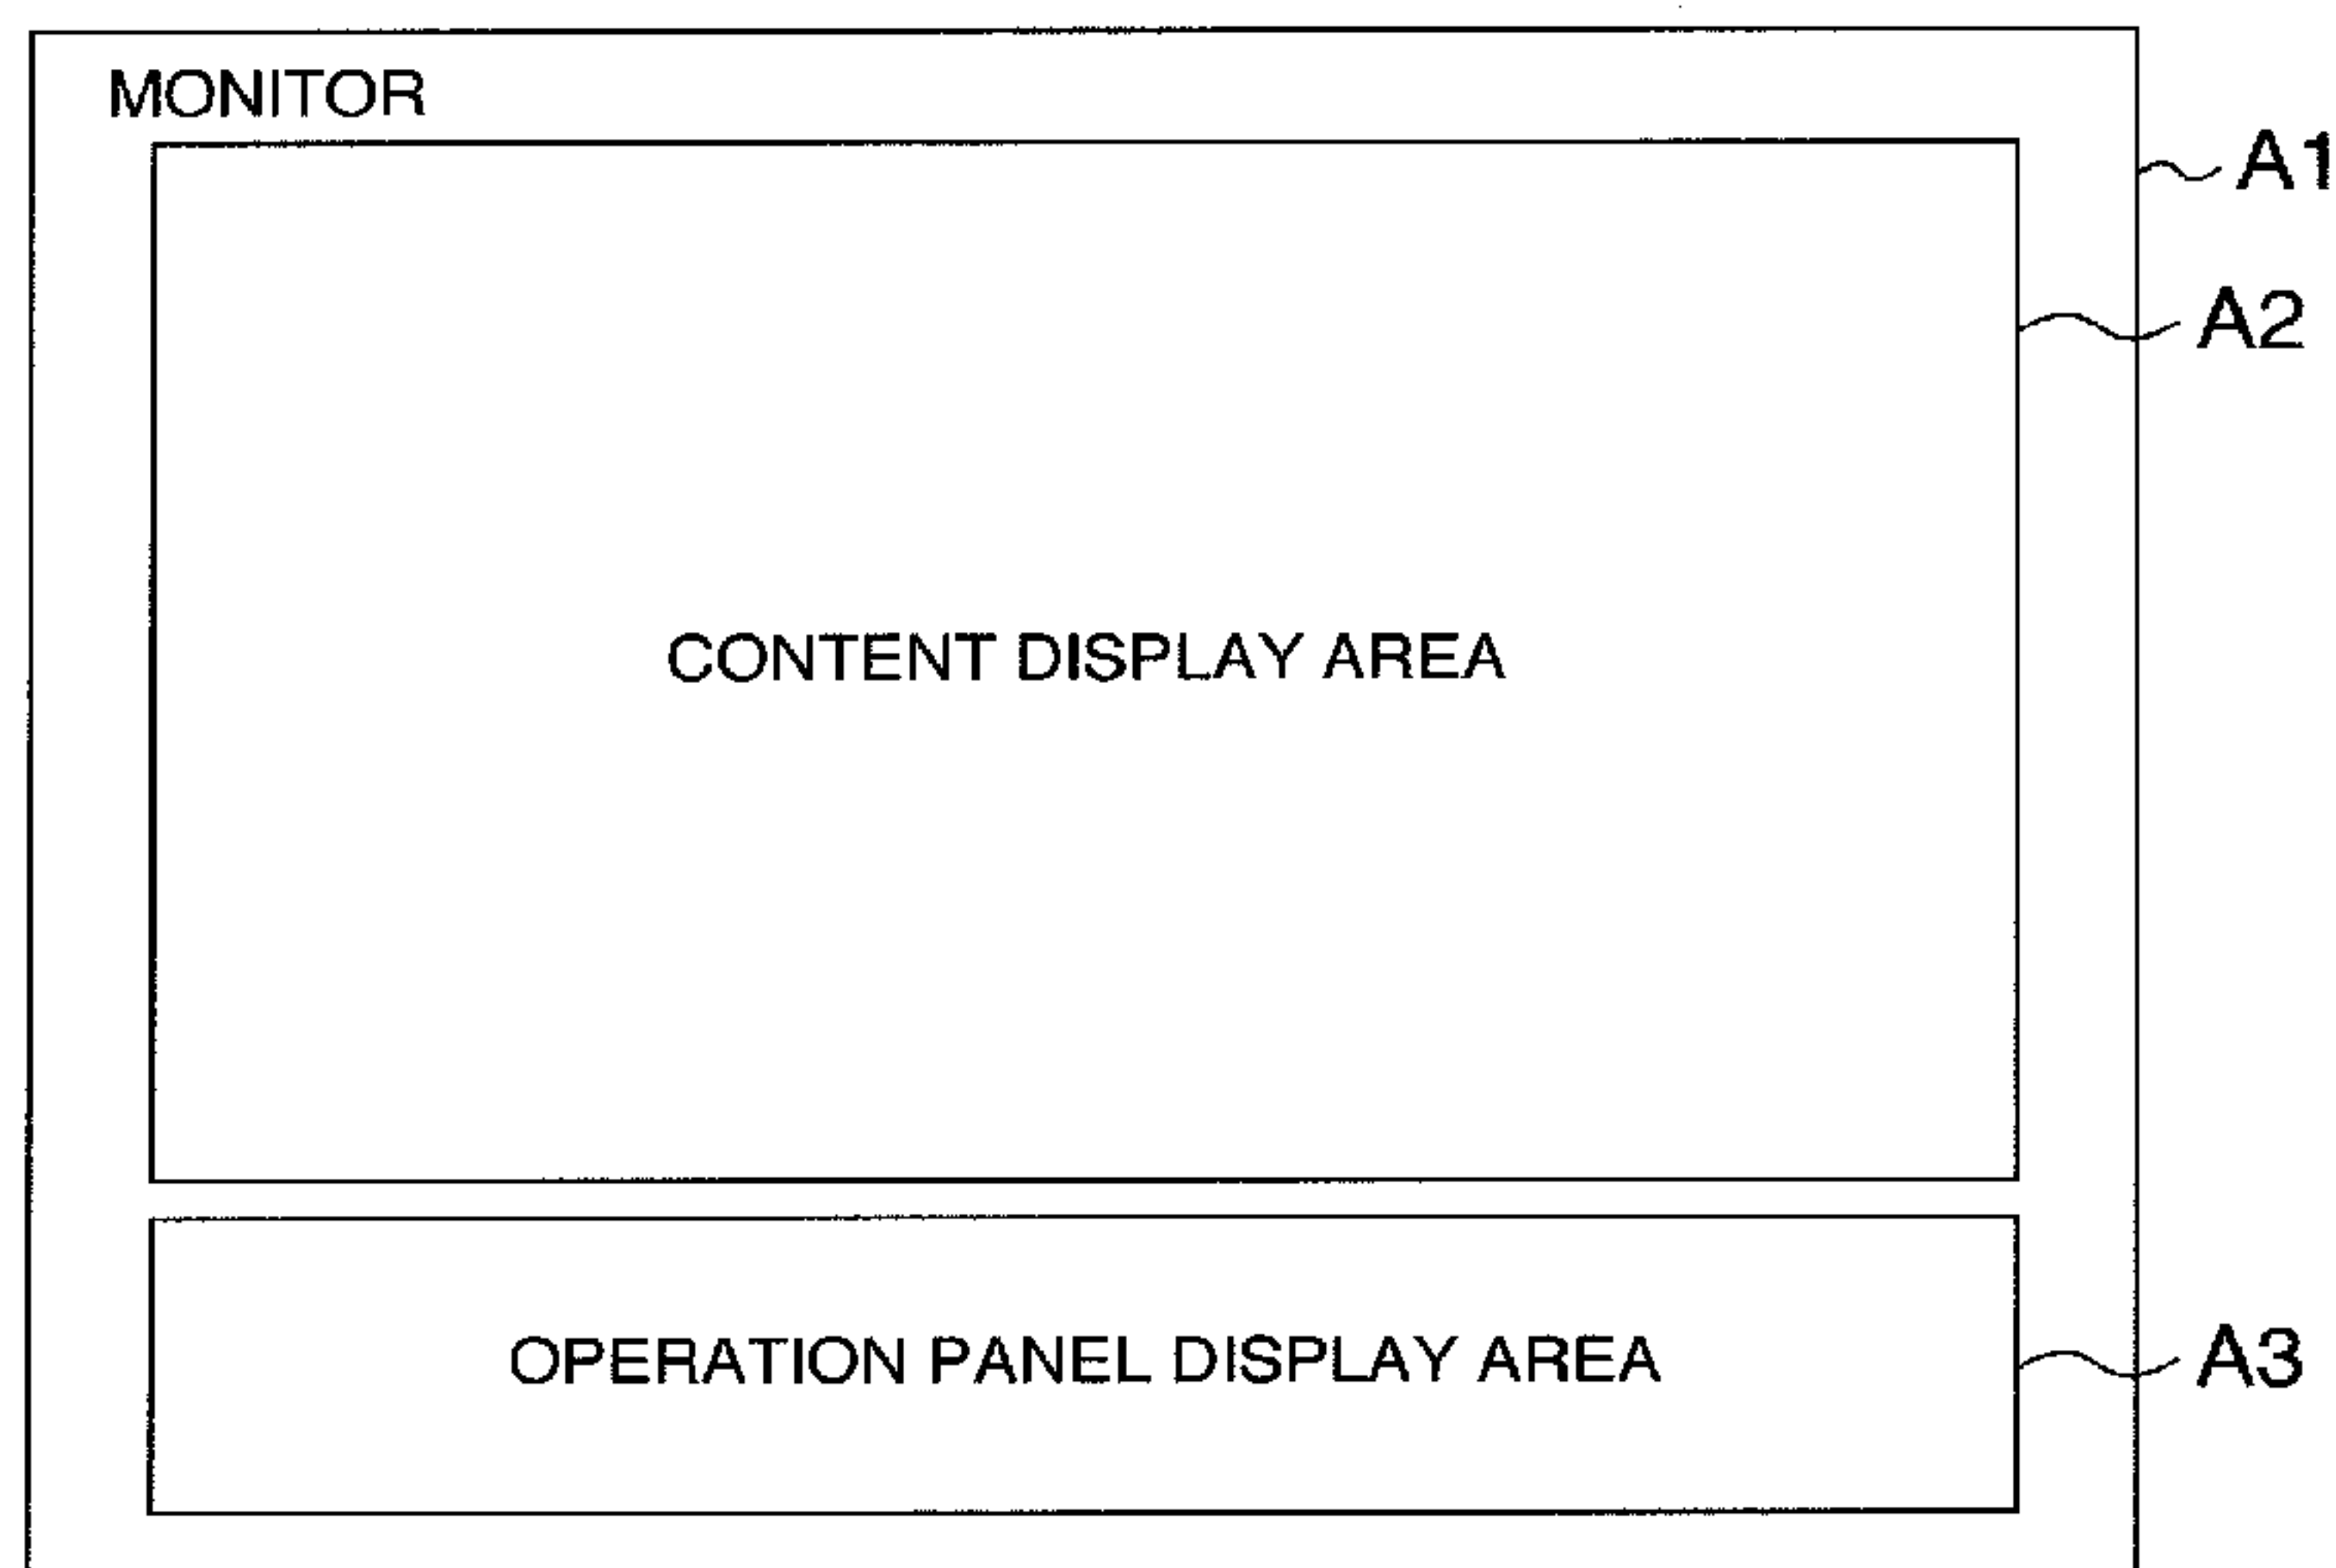 MONITOR
A1
A2
CONTENT DISPLAY AREA
OPERATION PANEL DISPLAY AREA
A3